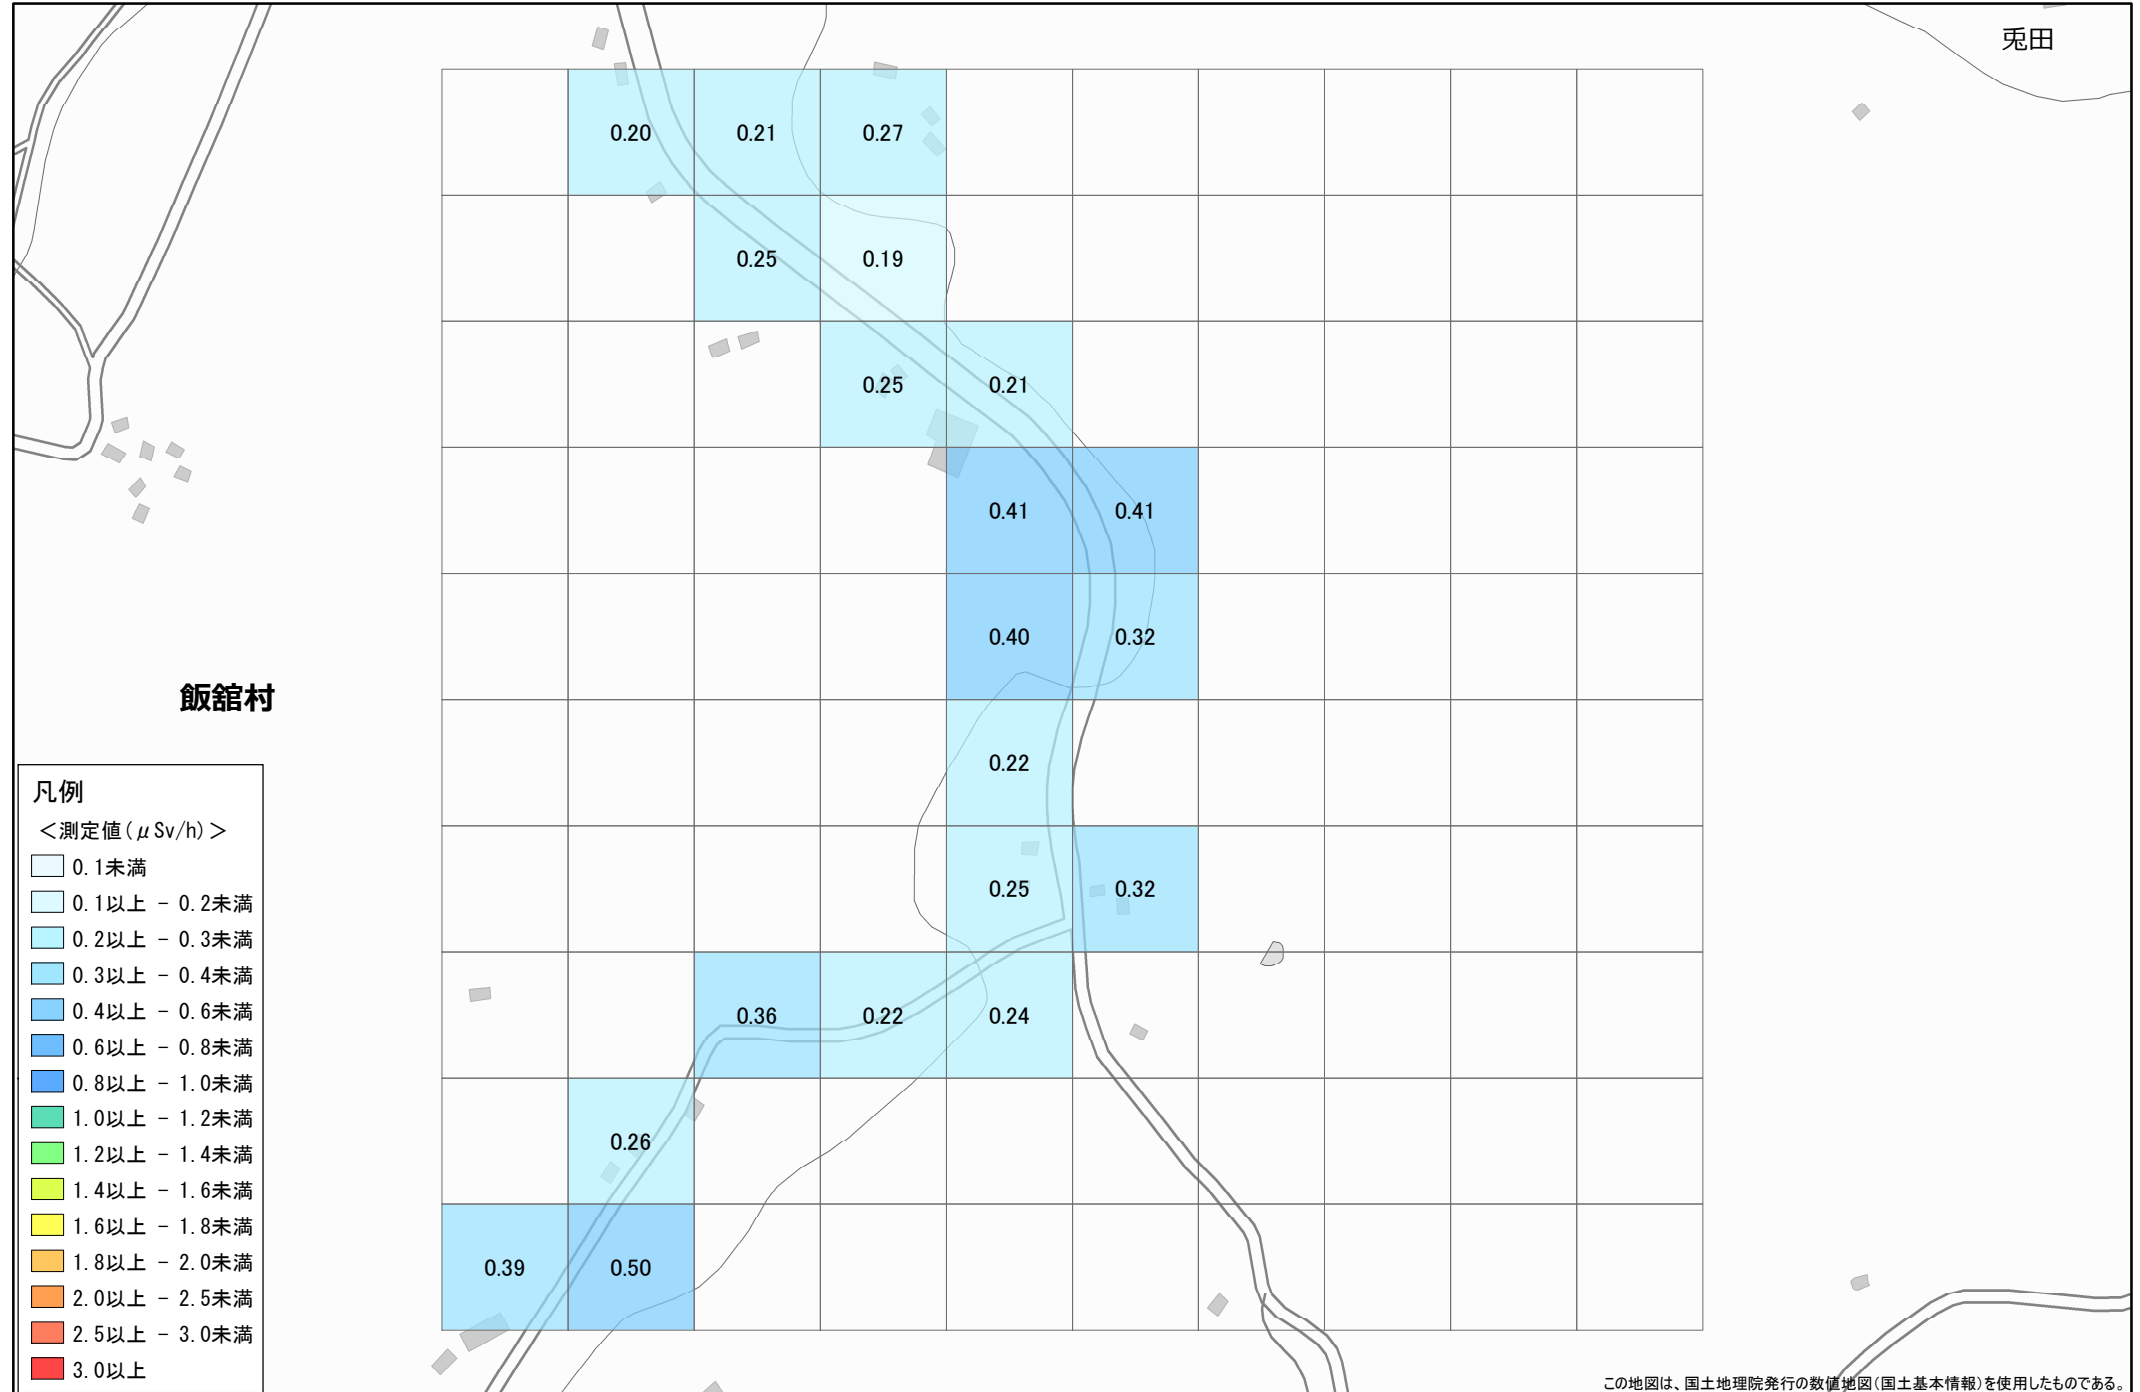 兎田
0.20 0.21 0.27
0.25 0.19
0.25 0.21
0.41 0.41
0.40 0.32
飯舘村
0.22
0.25 0.32
0.36 0.22 0.24
0.26
0.39 0.50
凡例
＜測定値(μSv/h)＞
0.1未満
0.1以上 － 0.2未満
0.2以上 － 0.3未満
0.3以上 － 0.4未満
0.4以上 － 0.6未満
0.6以上 － 0.8未満
0.8以上 － 1.0未満
1.0以上 － 1.2未満
1.2以上 － 1.4未満
1.4以上 － 1.6未満
1.6以上 － 1.8未満
1.8以上 － 2.0未満
2.0以上 － 2.5未満
2.5以上 － 3.0未満
3.0以上
この地図は、国土地理院発行の数値地図(国土基本情報)を使用したものである。